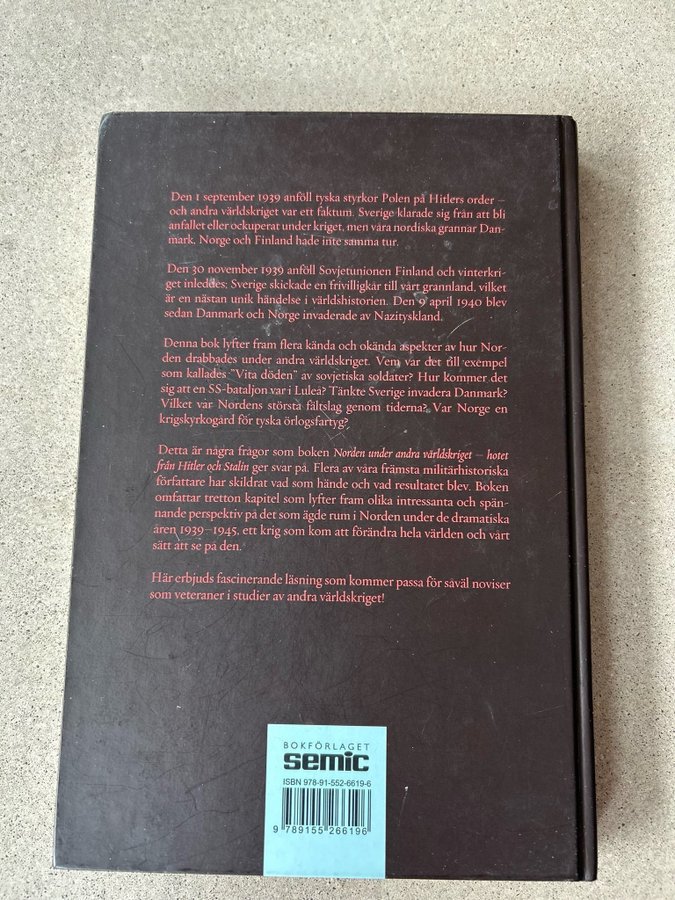 Den 1 september 1939 anföll tyska styrkor Polen på Hitlers order –
och andra världskriget var ett faktum. Sverige klarade sig från att bli
anfallet eller ockuperat under kriget, men våra nordiska grannar Dan-
mark, Norge och Finland hade inte samma tur.
Den 30 november 1939 anföll Sovjetunionen Finland och vinterkri-
get inleddes. Sverige skickade en frivilligkår till vårt grannland, vilket
är en nästan unik händelse i världshistorien. Den 9 april 1940 blev
sedan Danmark och Norge invaderade av Nazityskland.
Denna bok lyfter fram flera kända och okända aspekter av hur Nor-
den drabbades under andra världskriget. Vem var det till exempel
som kallades "Vita döden" av sovjetiska soldater? Hur kommer det
sig att en SS-bataljon var i Luleå? Tänkte Sverige invadera Danmark?
Vilket var Nordens största fältslag genom tiderna? Var Norge en
krigskyrkogård för tyska örlogsfartyg?
Detta är några frågor som boken Norden under andra världskriget – hotet
från Hitler och Stalin ger svar på. Flera av våra främsta militärhistoriska
författare har skildrat vad som hände och vad resultatet blev. Boken
omfattar tretton kapitel som lyfter fram olika intressanta och spän-
nande perspektiv på det som ägde rum i Norden under de dramatiska
åren 1939–1945, ett krig som kom att förändra hela världen och vårt
sätt att se på den.
Här erbjuds fascinerande läsning som kommer passa för såväl noviser
som veteraner i studier av andra världskriget!
BOKFÖRLAGET
semic
ISBN 978-91-552-6619-6
9 789155 266196